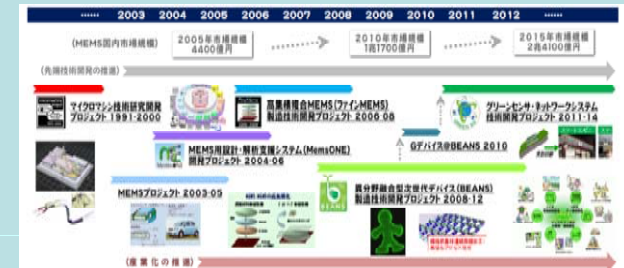 ...... 2003 2004 2005 2006 2007 2008 2009 2010 2011 2012 ......
(MEMS国内市場規模)
2005年市場規模
4400億円
2010年市場規模
1兆1700億円
2015年市場規模
2兆4100億円
(先端技術開発の推進)
マイクロマシン技術研究開発
プロジェクト 1991-2000
高集積複合MEMS(ファインMEMS)
製造技術開発プロジェクト 2006-08
グリーンセンサ・ネットワークシステム
技術開発プロジェクト 2011-14
MEMS用設計・解析支援システム(MemsONE)
開発プロジェクト 2004-06
Gデバイス@BEANS 2010
MEMSプロジェクト 2003-05
異分野融合型次世代デバイス(BEANS)
製造技術開発プロジェクト 2008-12
BEANS
(産業化の推進)